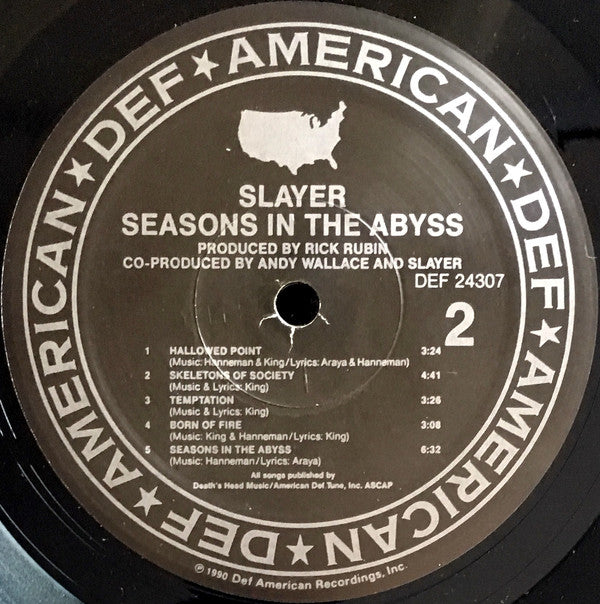 DEF ★ AMERICAN ★ DEF ★ AMERICAN ★ DEF ★ AMERICAN ★
SLAYER
SEASONS IN THE ABYSS
PRODUCED BY RICK RUBIN
CO-PRODUCED BY ANDY WALLACE AND SLAYER
DEF 24307
2
1 HALLOWED POINT 3:24
(Music: Hanneman & King/Lyrics: Araya & Hanneman)
2 SKELETONS OF SOCIETY 4:41
(Music & Lyrics: King)
3 TEMPTATION 3:26
(Music & Lyrics: King)
4 BORN OF FIRE 3:08
(Music: King & Hanneman/Lyrics: King)
5 SEASONS IN THE ABYSS 6:32
(Music: Hanneman/Lyrics: Araya)
All songs published by
Death's Head Music/American Def Tune, Inc. ASCAP
℗ 1990 Def American Recordings, Inc.